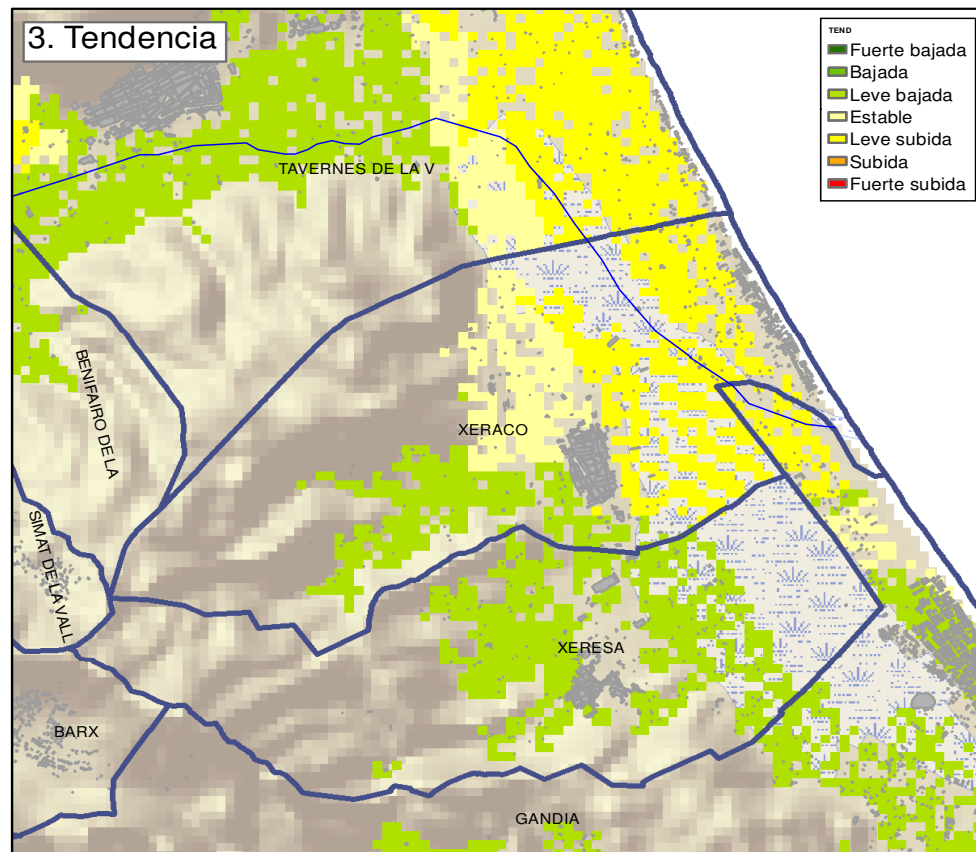 3. Tendencia
TEND
Fuerte bajada
Bajada
Leve bajada
Estable
Leve subida
Subida
Fuerte subida
TAVERNES DE LA V
BENIFAIRO DE LA
XERACO
SIMAT DE LA VALL
XERESA
BARX
GANDIA